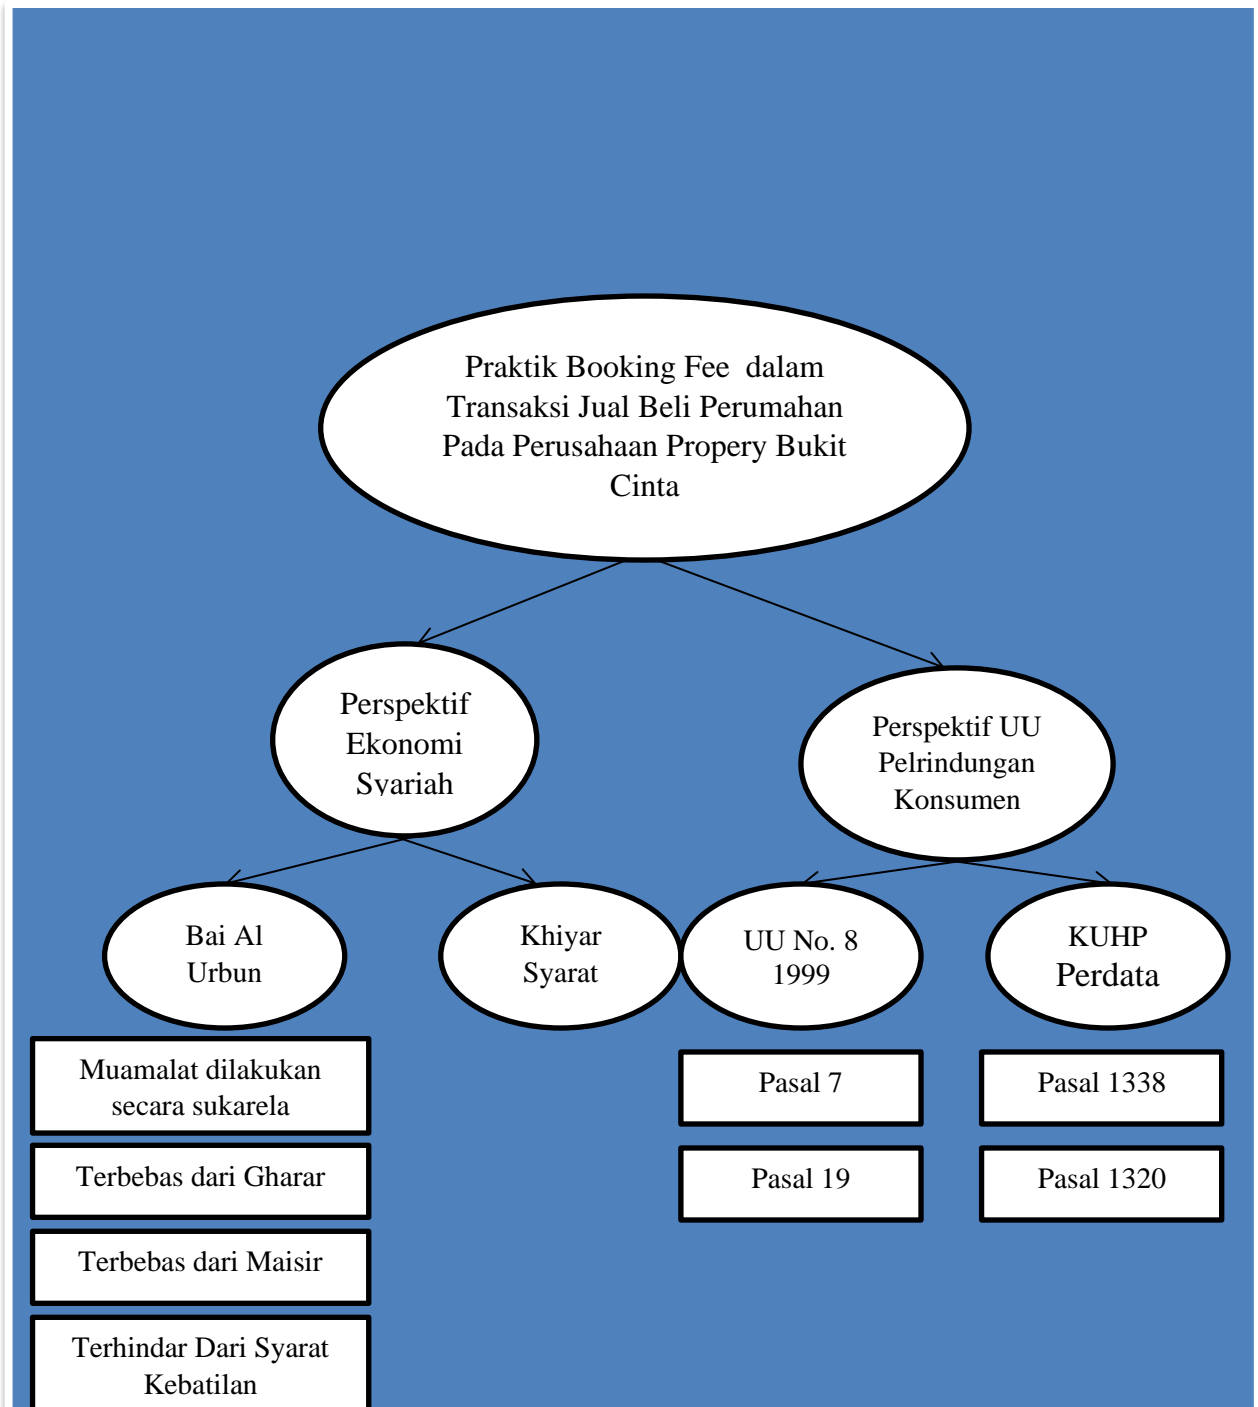 Praktik Booking Fee dalam
Transaksi Jual Beli Perumahan
Pada Perusahaan Propery Bukit
Cinta
Perspektif
Ekonomi
Syariah
Perspektif UU
Pelrindungan
Konsumen
Bai Al
Urbun
Khiyar
Syarat
UU No. 8
1999
KUHP
Perdata
Muamalat dilakukan
secara sukarela
Terbebas dari Gharar
Terbebas dari Maisir
Terhindar Dari Syarat
Kebatilan
Pasal 7
Pasal 19
Pasal 1338
Pasal 1320